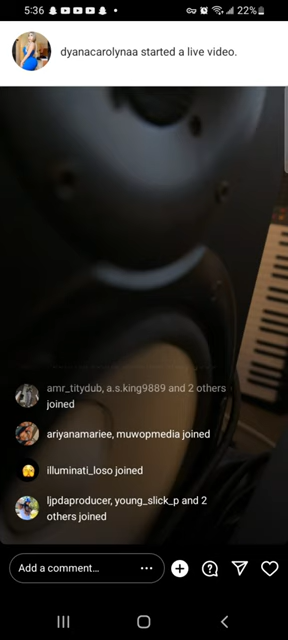 5:36
22%
dyanacarolynaa started a live video.
amr_titydub, a.s.king9889 and 2 others
joined
ariyanamariee, muwopmedia joined
illuminati_loso joined
ljpdaproducer, young_slick_p and 2
others joined
Add a comment...